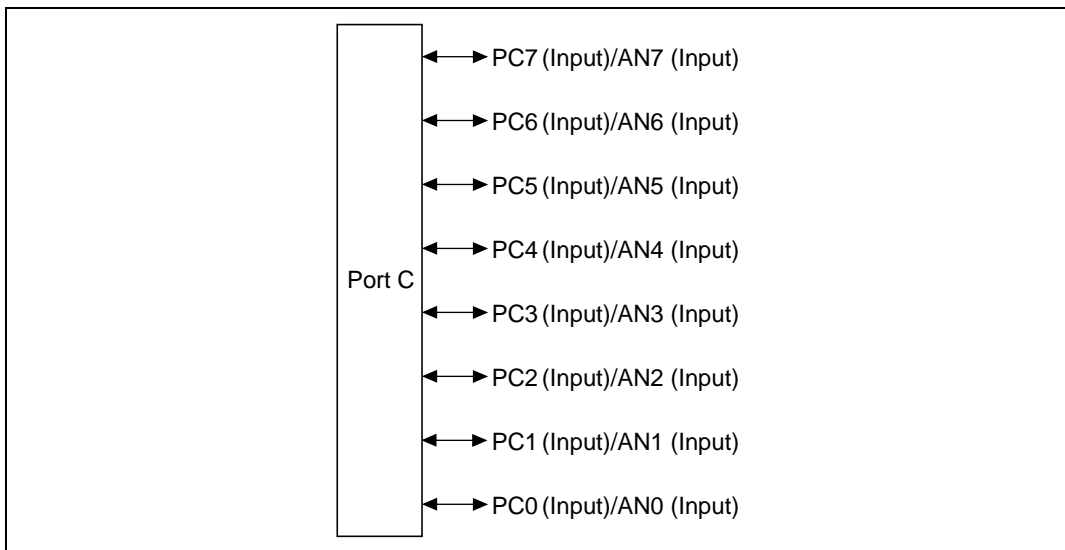 PC7 (Input)/AN7 (Input)
PC6 (Input)/AN6 (Input)
PC5 (Input)/AN5 (Input)
PC4 (Input)/AN4 (Input)
Port C
PC3 (Input)/AN3 (Input)
PC2 (Input)/AN2 (Input)
PC1 (Input)/AN1 (Input)
PC0 (Input)/AN0 (Input)